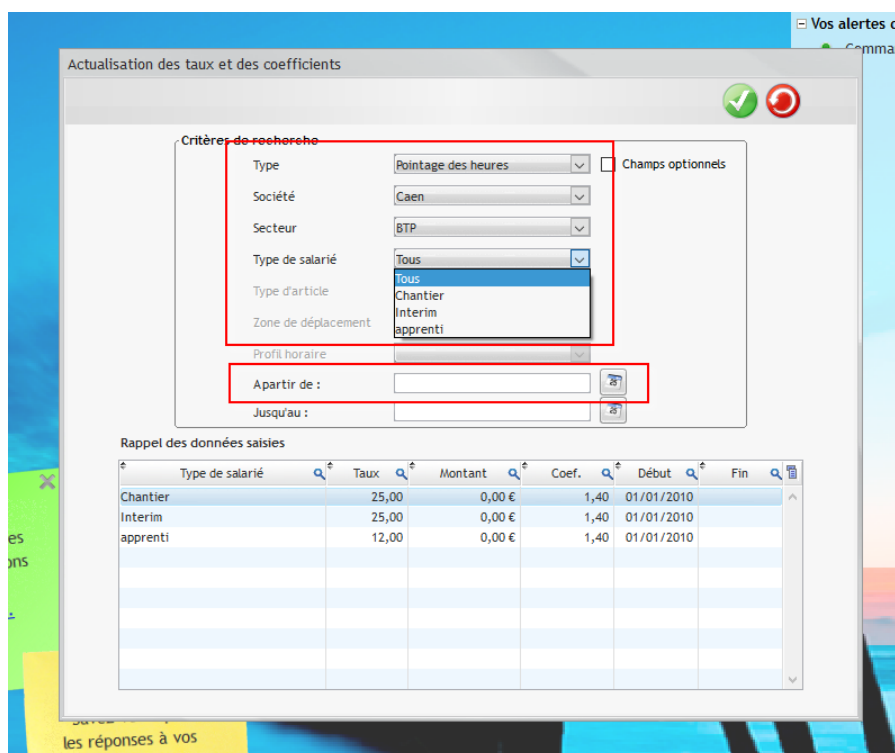 Vos alertes
Comma
Actualisation des taux et des coefficients
Critères de recherche
Type Pointage des heures Champs optionnels
Société Caen
Secteur BTP
Type de salarié Tous
Tous
Type d'article Chantier
Interim
Zone de déplacement apprenti
Profil horaire
Apartir de :
Jusqu'au :
Rappel des données saisies
Type de salarié Taux Montant Coef. Début Fin
Chantier 25,00 0,00 € 1,40 01/01/2010
Interim 25,00 0,00 € 1,40 01/01/2010
apprenti 12,00 0,00 € 1,40 01/01/2010
les réponses à vos